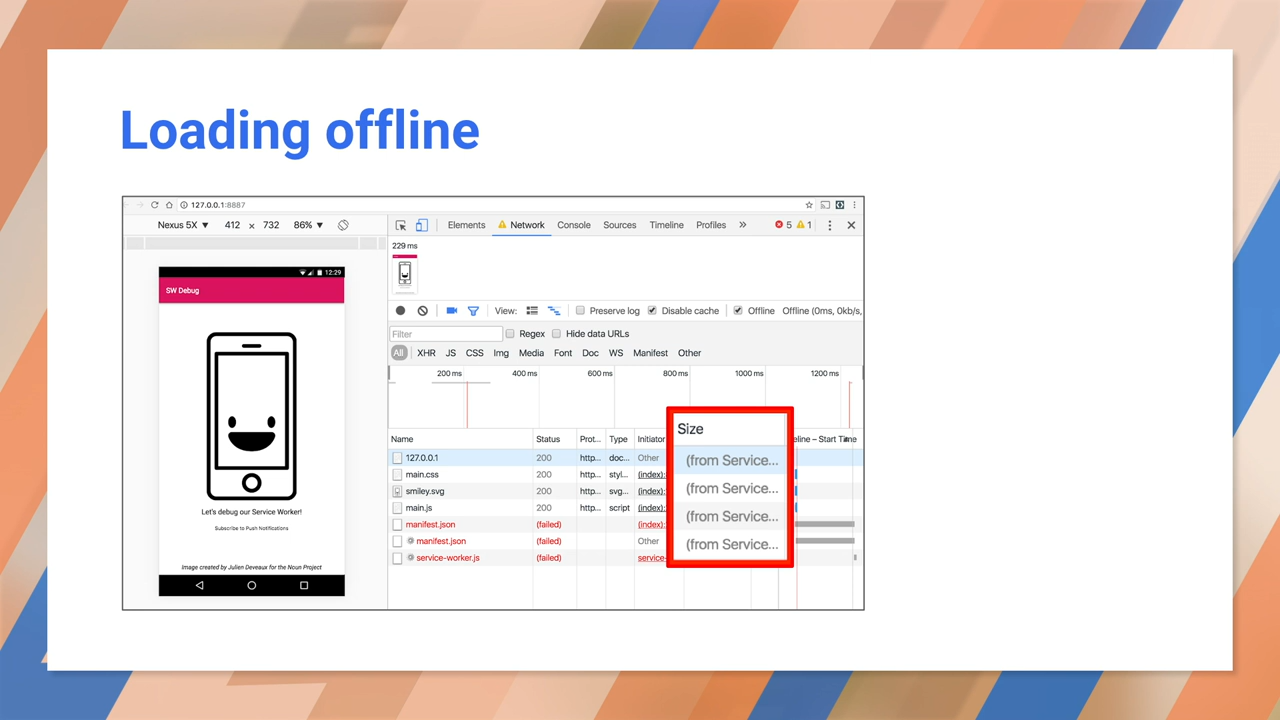 Loading offline
127.0.0.1:8887
Nexus 5X ▼ 412 x 732 86% ▼
Elements Network Console Sources Timeline Profiles » 5 1
229 ms
12:29
SW Debug
View: Preserve log Disable cache Offline Offline (0ms, 0kb/s,
Filter Regex Hide data URLs
All XHR JS CSS Img Media Font Doc WS Manifest Other
200 ms 400 ms 600 ms 800 ms 1000 ms 1200 ms
Name Status Prot... Type Initiator Size eline – Start Time
127.0.0.1 200 http... doc... Other (from Service...
main.css 200 http... styl... (index): (from Service...
smiley.svg 200 http... svg... (index): (from Service...
main.js 200 http... script (index): (from Service...
manifest.json (failed) (index):
manifest.json (failed) Other
service-worker.js (failed) service-
Let's debug our Service Worker!
Subscribe to Push Notifications
Image created by Julien Deveaux for the Noun Project